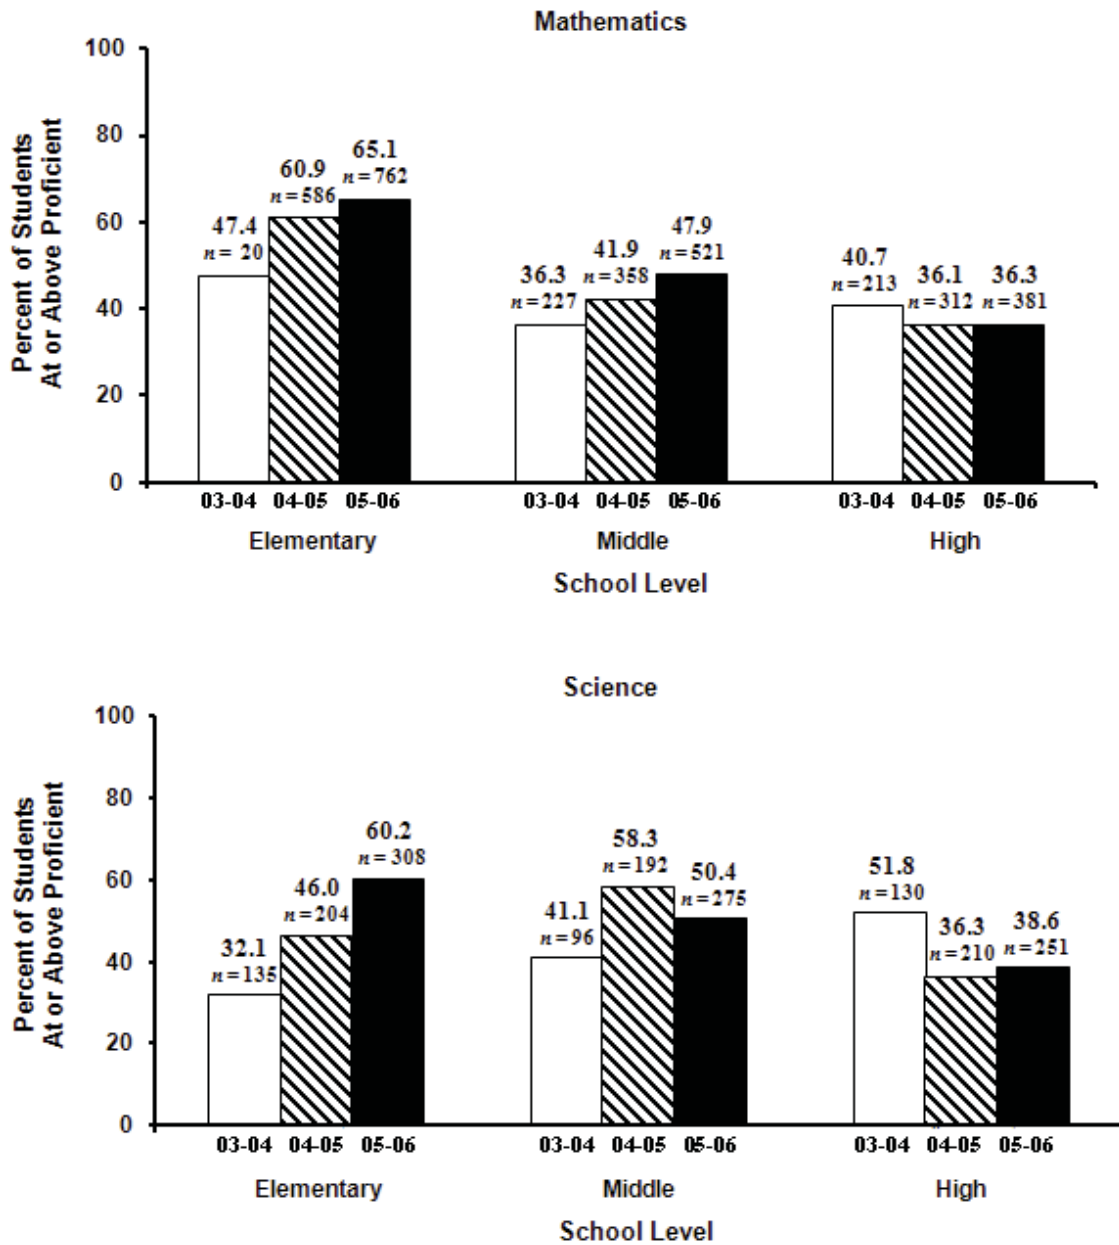 Mathematics
Percent of Students
At or Above Proficient
100
80
60
40
20
0
47.4
n = 20
60.9
n = 586
65.1
n = 762
36.3
n = 227
41.9
n = 358
47.9
n = 521
40.7
n = 213
36.1
n = 312
36.3
n = 381
03-04 04-05 05-06 03-04 04-05 05-06 03-04 04-05 05-06
Elementary Middle High
School Level
Science
Percent of Students
At or Above Proficient
100
80
60
40
20
0
32.1
n = 135
46.0
n = 204
60.2
n = 308
41.1
n = 96
58.3
n = 192
50.4
n = 275
51.8
n = 130
36.3
n = 210
38.6
n = 251
03-04 04-05 05-06 03-04 04-05 05-06 03-04 04-05 05-06
Elementary Middle High
School Level